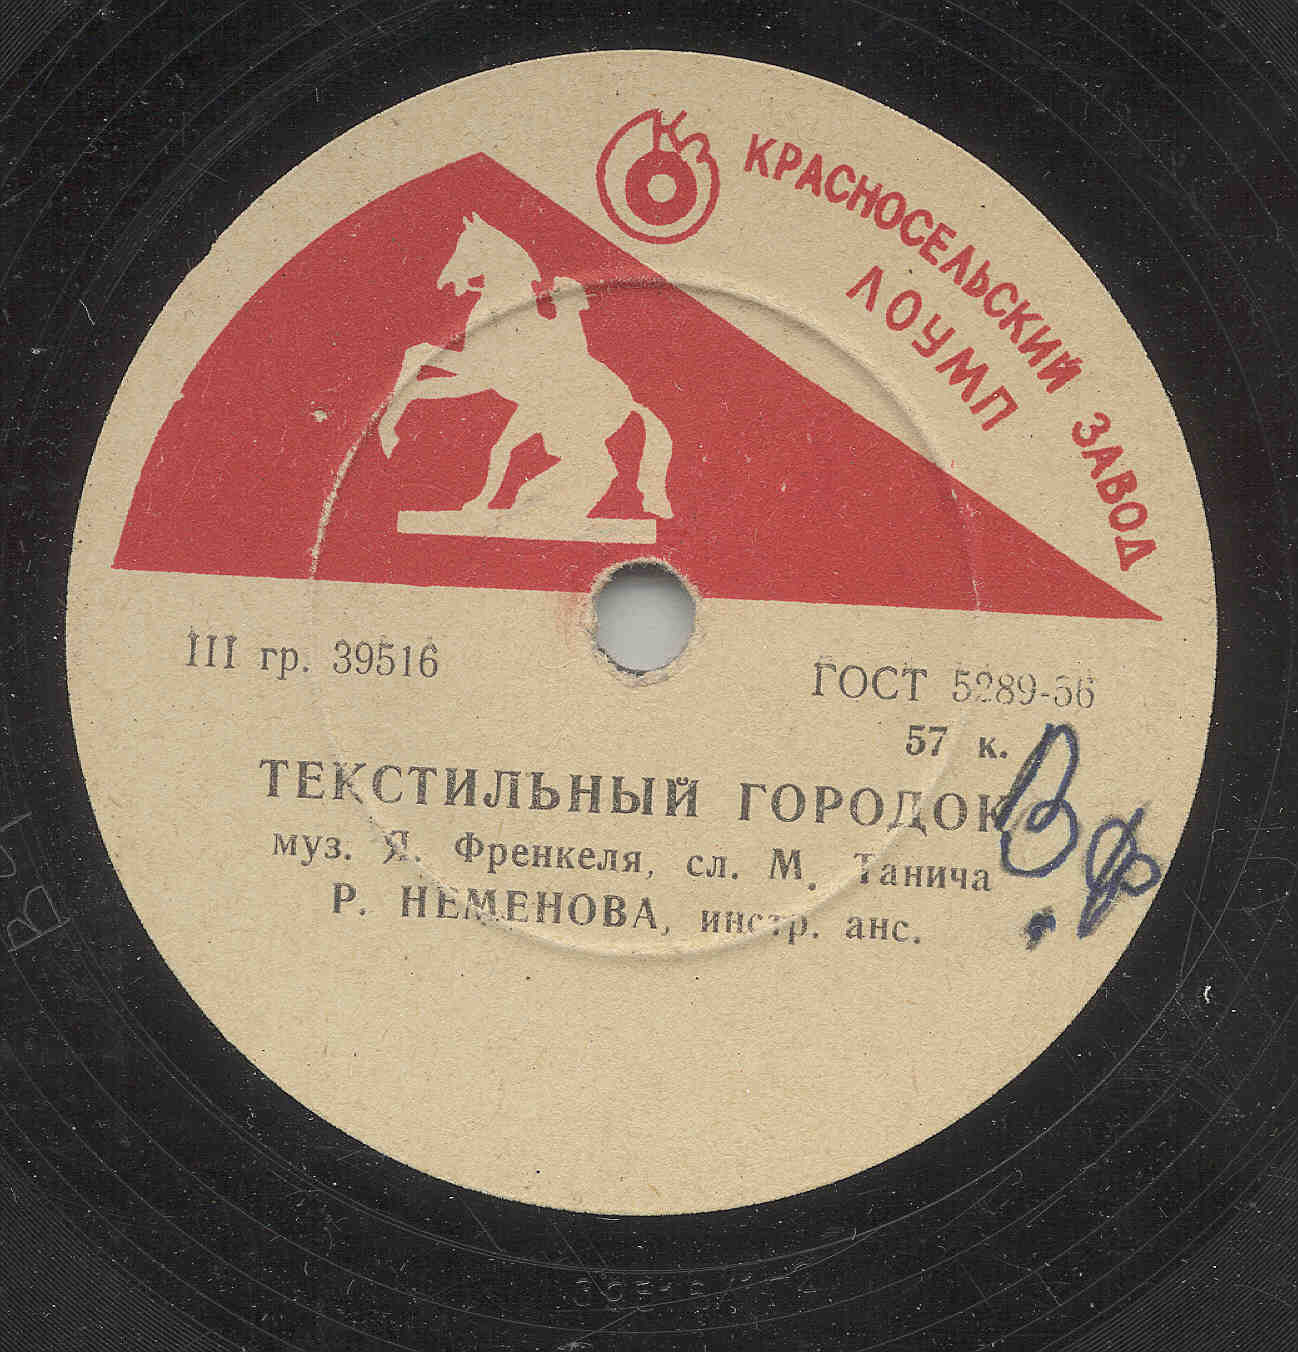 КРАСНОСЕЛЬСКИЙ ЗАВОД
ЛОУМП
III гр. 39516
ГОСТ 5289-56
57 к.
ТЕКСТИЛЬНЫЙ ГОРОДОК
муз. Я. Френкеля, сл. М. Танича
Р. НЕМЕНОВА, инстр. анс.